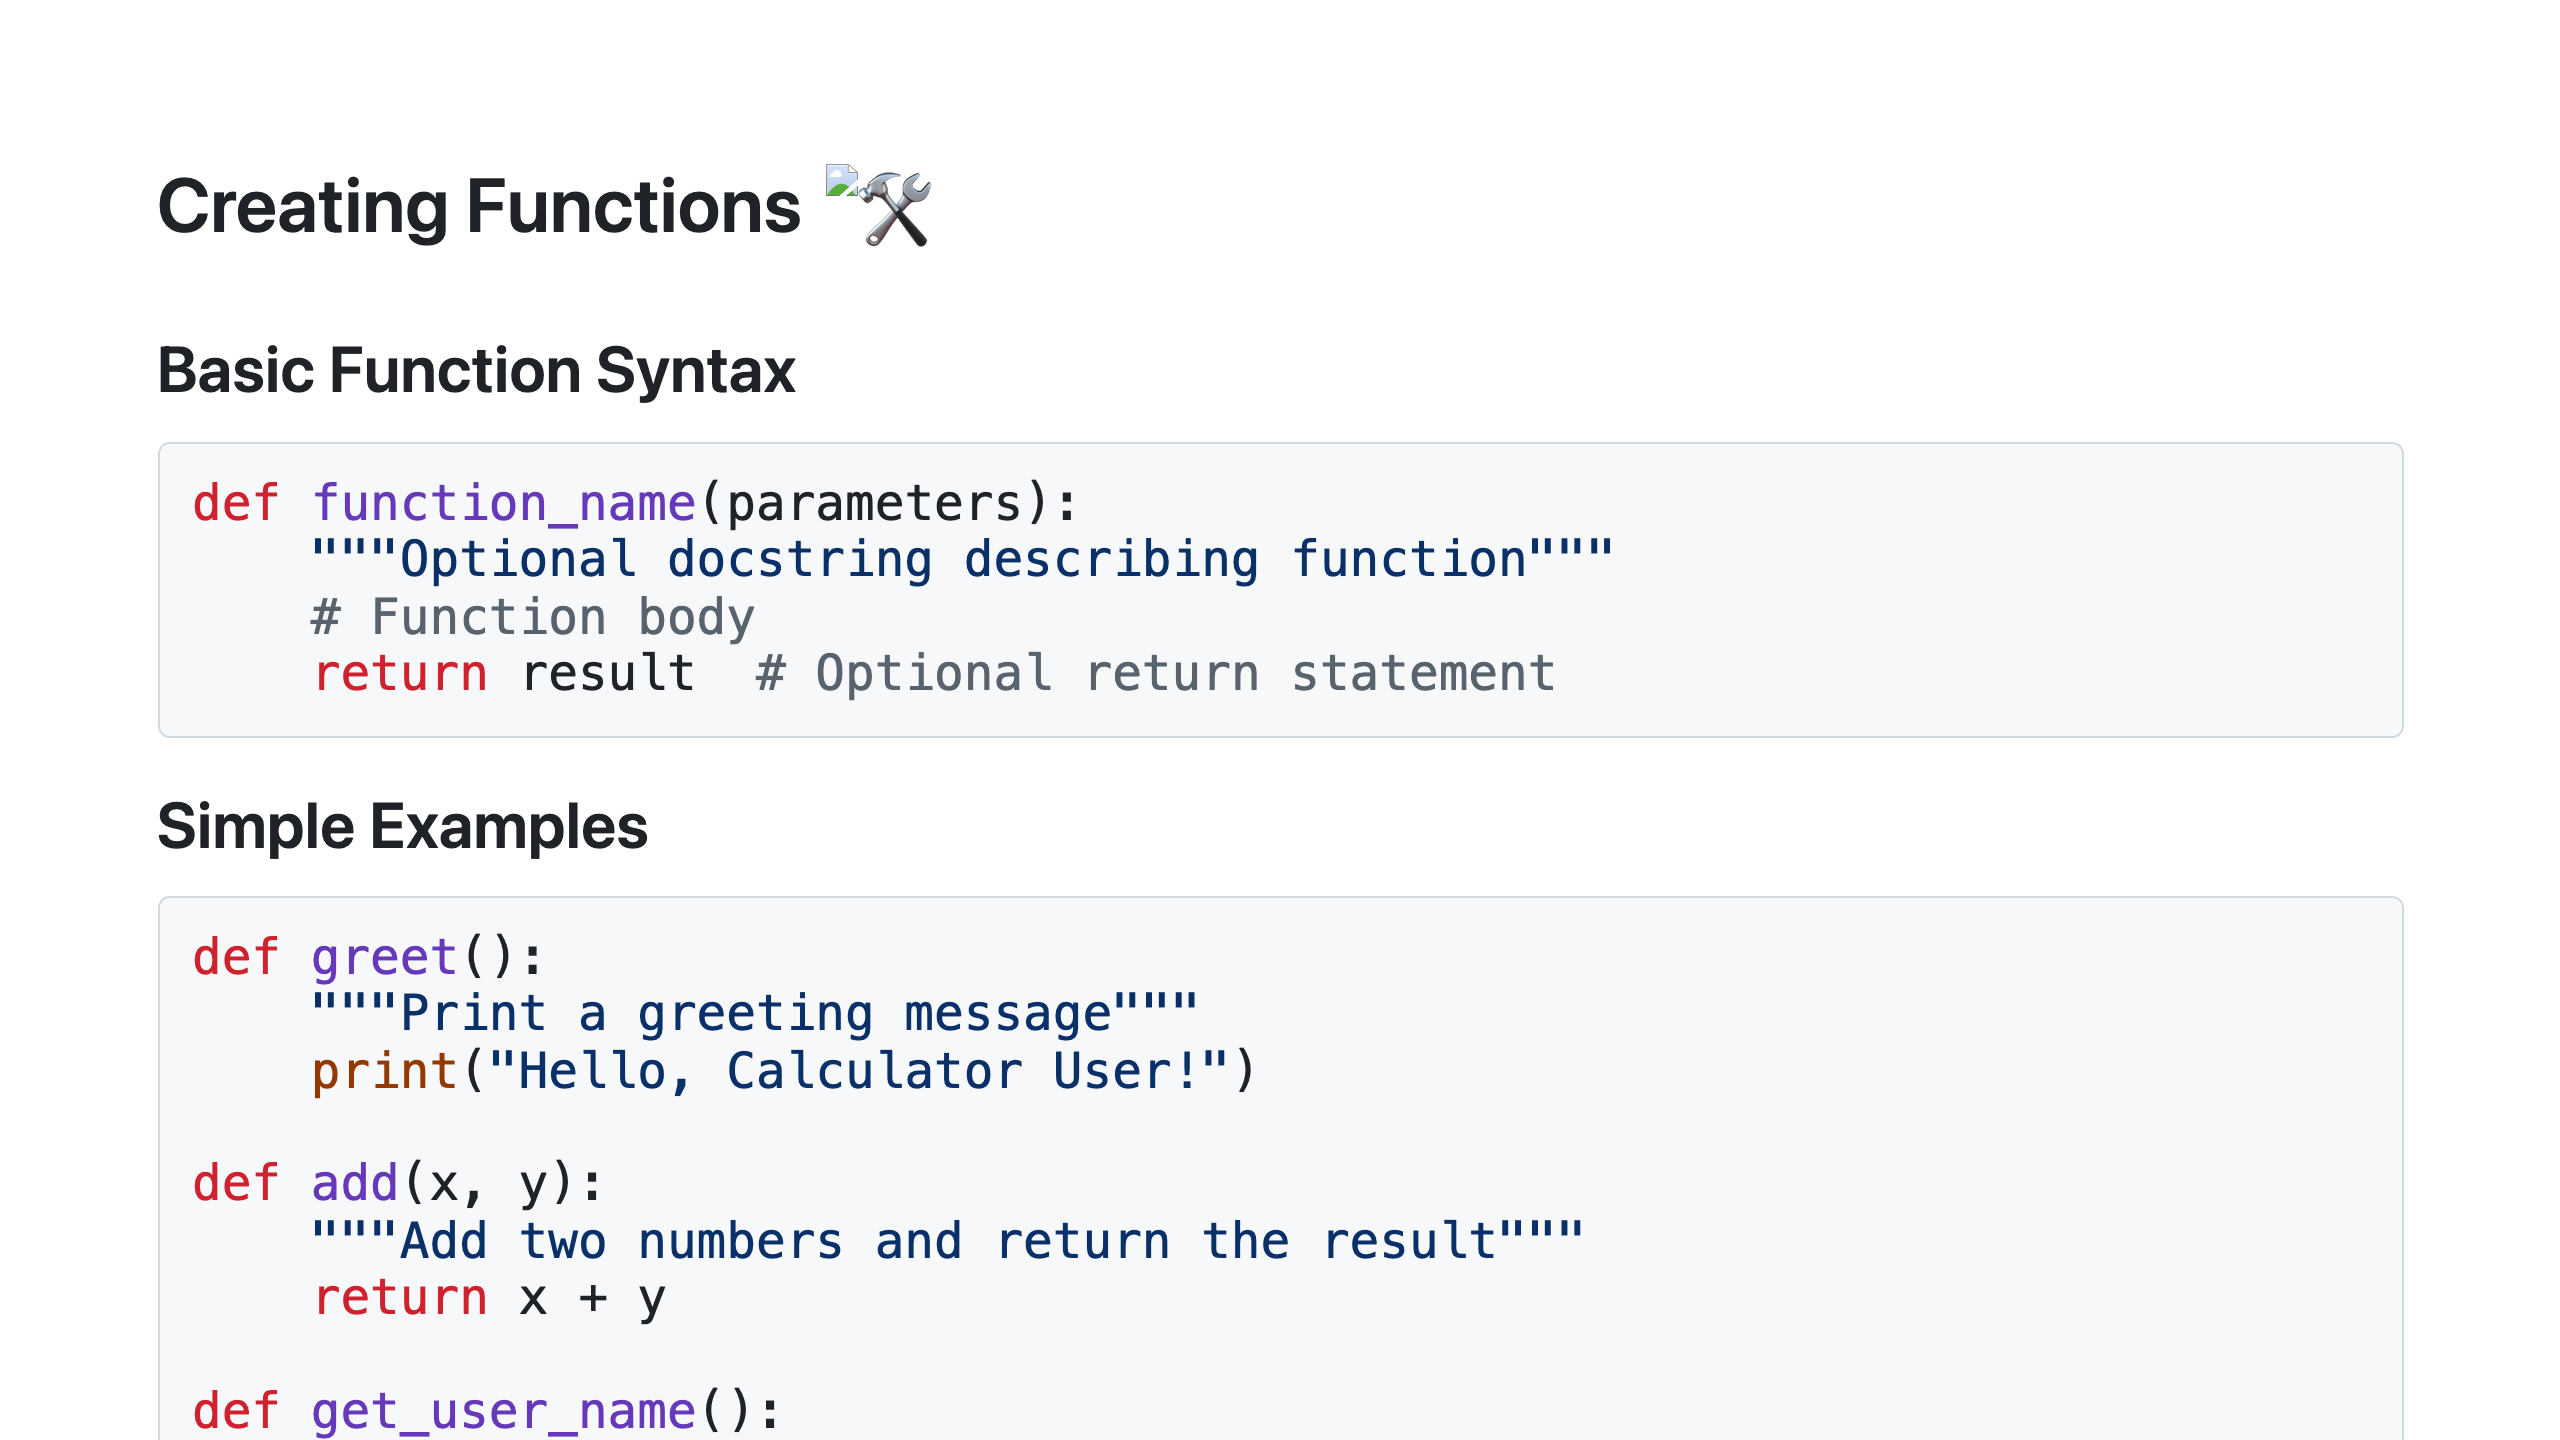 Creating Functions 🛠️
Basic Function Syntax
def function_name(parameters):
    """Optional docstring describing function"""
    # Function body
    return result  # Optional return statement
Simple Examples
def greet():
    """Print a greeting message"""
    print("Hello, Calculator User!")
def add(x, y):
    """Add two numbers and return the result"""
    return x + y
def get_user_name():